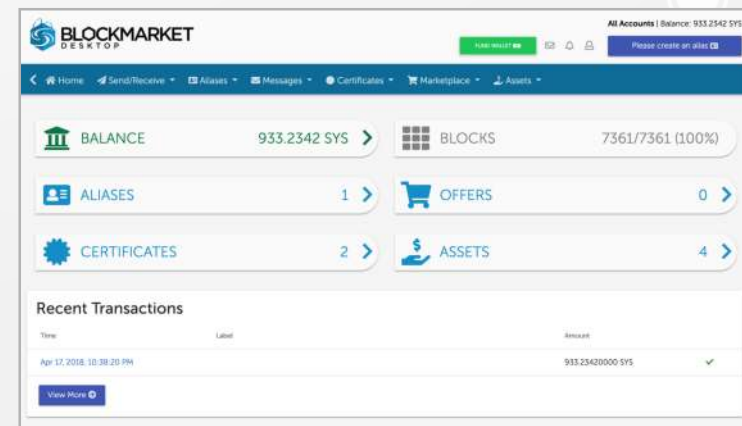 BLOCKMARKET
DESKTOP
All Accounts | Balance: 933.2342 SYS
FUND WALLET
Please create an alias
Home Send/Receive Aliases Messages Certificates Marketplace Assets
BALANCE 933.2342 SYS
BLOCKS 7361/7361 (100%)
ALIASES 1
OFFERS 0
CERTIFICATES 2
ASSETS 4
Recent Transactions
Time Label Amount
Apr 17, 2018, 10:38:20 PM 933.23420000 SYS
View More